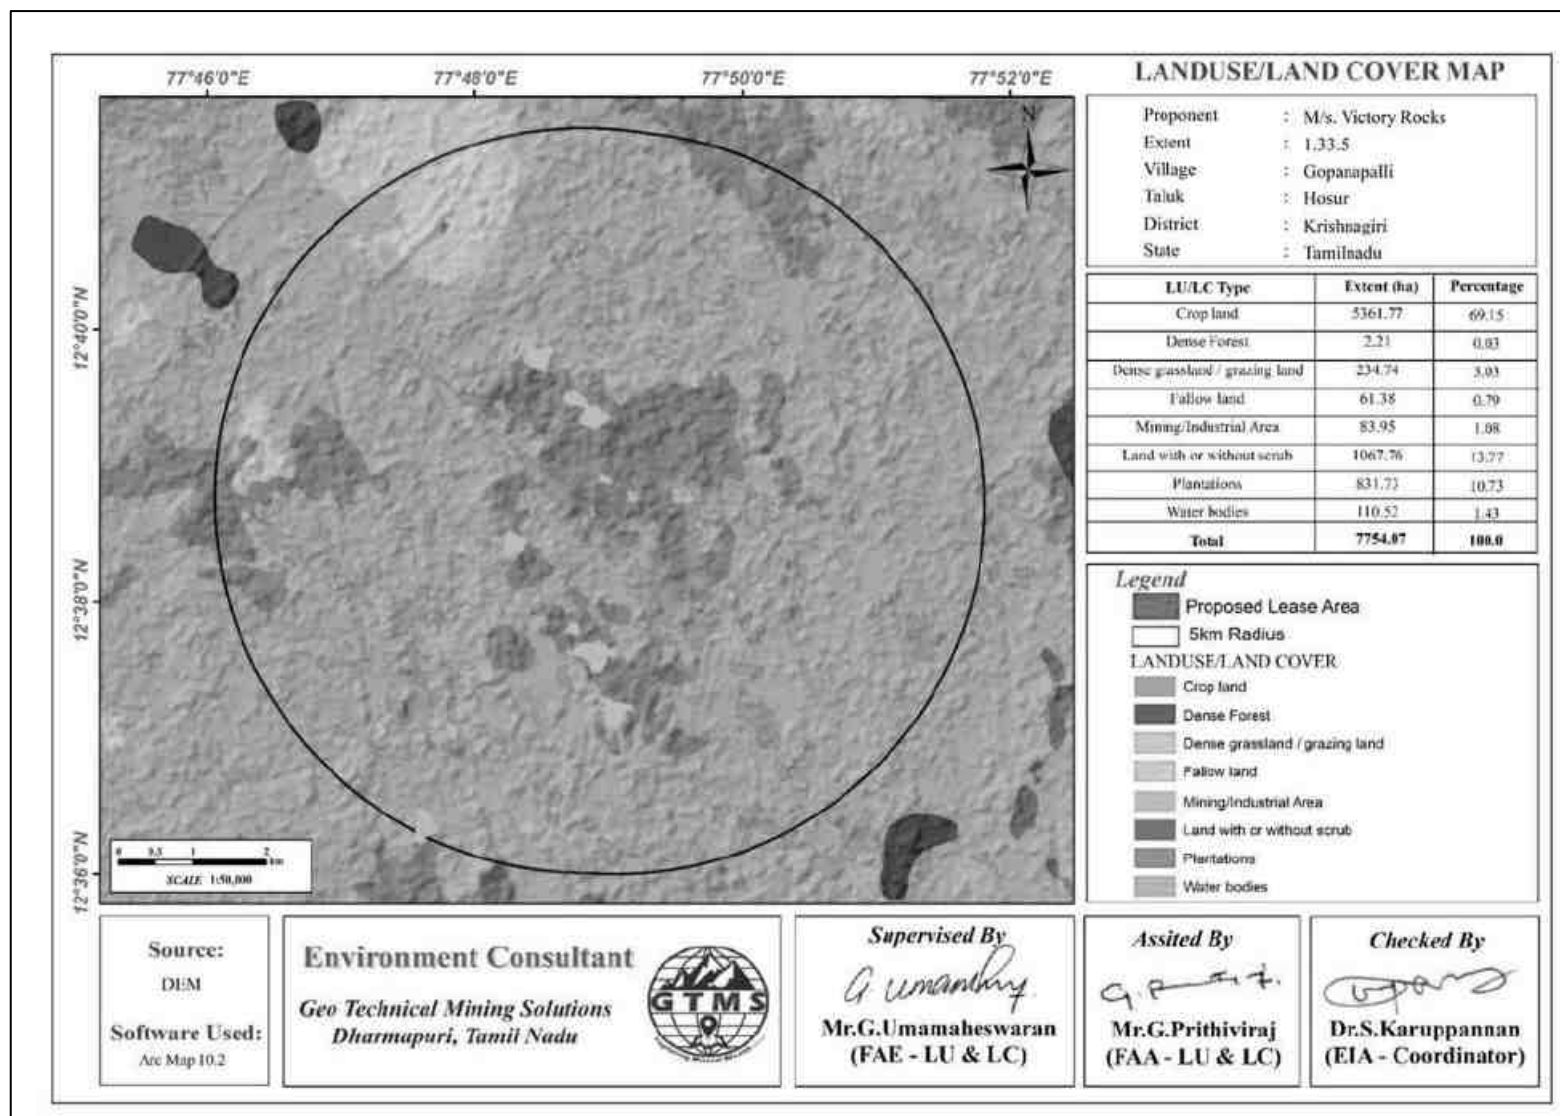 77°46'0"E 77°48'0"E 77°50'0"E 77°52'0"E
12°40'0"N
12°38'0"N
12°36'0"N
N
0 0.5 1 2
km
SCALE 1:50,000
LANDUSE/LAND COVER MAP
Proponent : M/s. Victory Rocks
Extent : 1.33.5
Village : Gopanapalli
Taluk : Hosur
District : Krishnagiri
State : Tamilnadu
LU/LC Type Extent (ha) Percentage
Crop land 5361.77 69.15
Dense Forest 2.21 0.03
Dense grassland / grazing land 234.74 3.03
Fallow land 61.38 0.79
Mining/Industrial Area 83.95 1.08
Land with or without scrub 1067.76 13.77
Plantations 831.73 10.73
Water bodies 110.52 1.43
Total 7754.07 100.0
Legend
Proposed Lease Area
5km Radius
LANDUSE/LAND COVER
Crop land
Dense Forest
Dense grassland / grazing land
Fallow land
Mining/Industrial Area
Land with or without scrub
Plantations
Water bodies
Source:
DEM
Software Used:
Arc Map 10.2
Environment Consultant
Geo Technical Mining Solutions
Dharmapuri, Tamil Nadu
GTMS
Supervised By
Mr.G.Umamaheswaran
(FAE - LU & LC)
Assited By
Mr.G.Prithiviraj
(FAA - LU & LC)
Checked By
Dr.S.Karuppannan
(EIA - Coordinator)